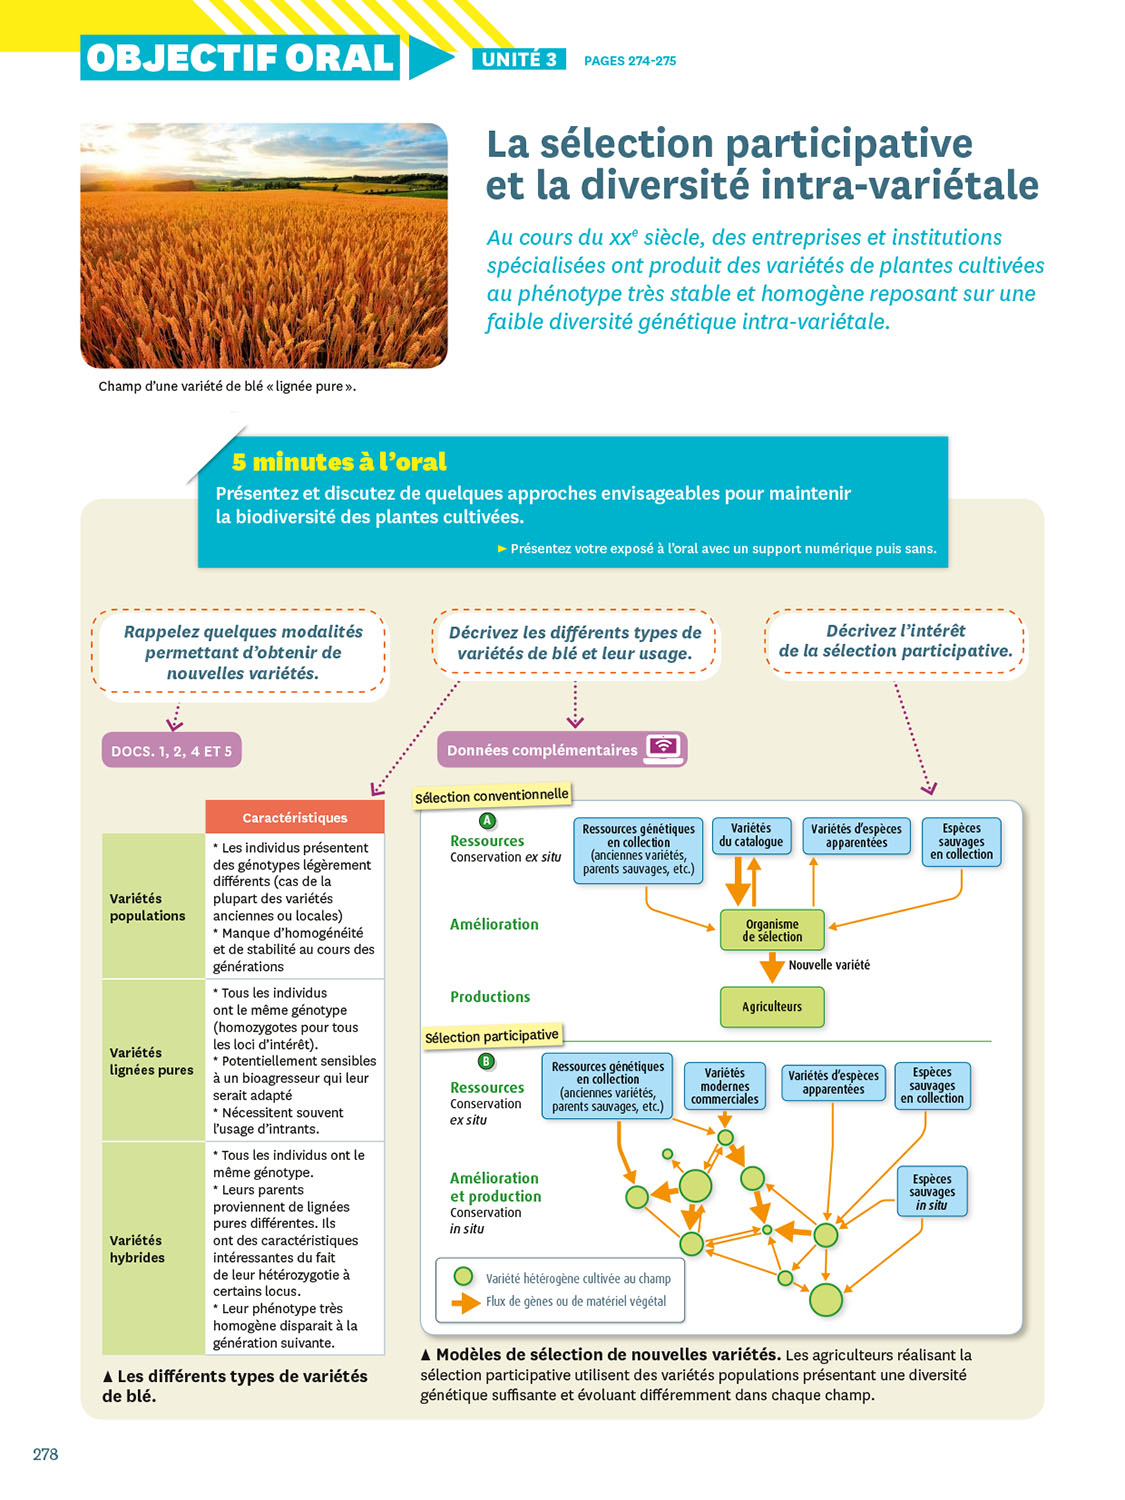 OBJECTIF ORAL
UNITÉ 3
PAGES 274-275
La sélection participative
et la diversité intra-variétale
Au cours du XXe siècle, des entreprises et institutions
spécialisées ont produit des variétés de plantes cultivées
au phénotype très stable et homogène reposant sur une
faible diversité génétique intra-variétale.
Champ d'une variété de blé « lignée pure ».
5 minutes à l'oral
Présentez et discutez de quelques approches envisageables pour maintenir
la biodiversité des plantes cultivées.
► Présentez votre exposé à l'oral avec un support numérique puis sans.
Rappelez quelques modalités
permettant d'obtenir de
nouvelles variétés.
Décrivez les différents types de
variétés de blé et leur usage.
Décrivez l'intérêt
de la sélection participative.
DOCS. 1, 2, 4 ET 5
Données complémentaires
Caractéristiques
Variétés
populations
* Les individus présentent
des génotypes légèrement
différents (cas de la
plupart des variétés
anciennes ou locales)
* Manque d'homogénéité
et de stabilité au cours des
générations
Variétés
lignées pures
* Tous les individus
ont le même génotype
(homozygotes pour tous
les loci d'intérêt).
* Potentiellement sensibles
à un bioagresseur qui leur
serait adapté
* Nécessitent souvent
l'usage d'intrants.
Variétés
hybrides
* Tous les individus ont le
même génotype.
* Leurs parents
proviennent de lignées
pures différentes. Ils
ont des caractéristiques
intéressantes du fait
de leur hétérozygotie à
certains locus.
* Leur phénotype très
homogène disparait à la
génération suivante.
▲ Les différents types de variétés
de blé.
Sélection conventionnelle
A
Ressources
Conservation ex situ
Ressources génétiques
en collection
(anciennes variétés,
parents sauvages, etc.)
Variétés
du catalogue
Variétés d'espèces
apparentées
Espèces
sauvages
en collection
Amélioration
Organisme
de sélection
Nouvelle variété
Productions
Agriculteurs
Sélection participative
B
Ressources
Conservation
ex situ
Ressources génétiques
en collection
(anciennes variétés,
parents sauvages, etc.)
Variétés
modernes
commerciales
Variétés d'espèces
apparentées
Espèces
sauvages
en collection
Amélioration
et production
Conservation
in situ
Espèces
sauvages
in situ
Variété hétérogène cultivée au champ
Flux de gènes ou de matériel végétal
▲ Modèles de sélection de nouvelles variétés. Les agriculteurs réalisant la
sélection participative utilisent des variétés populations présentant une diversité
génétique suffisante et évoluant différemment dans chaque champ.
278